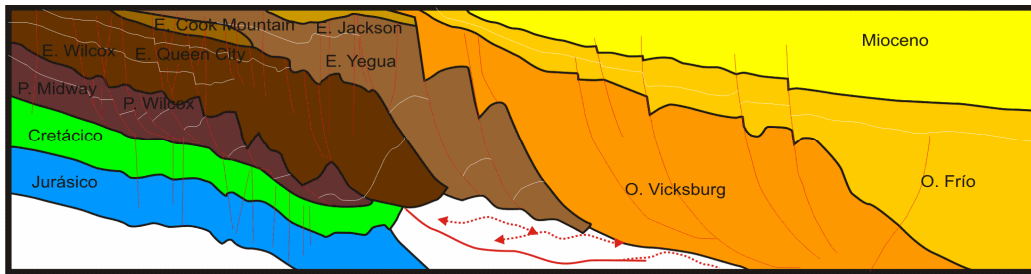 E. Cook Mountain
E. Jackson
Mioceno
E. Wilcox
E. Queen City
E. Yegua
P. Midway
P. Wilcox
Cretácico
Jurásico
O. Vicksburg
O. Frío